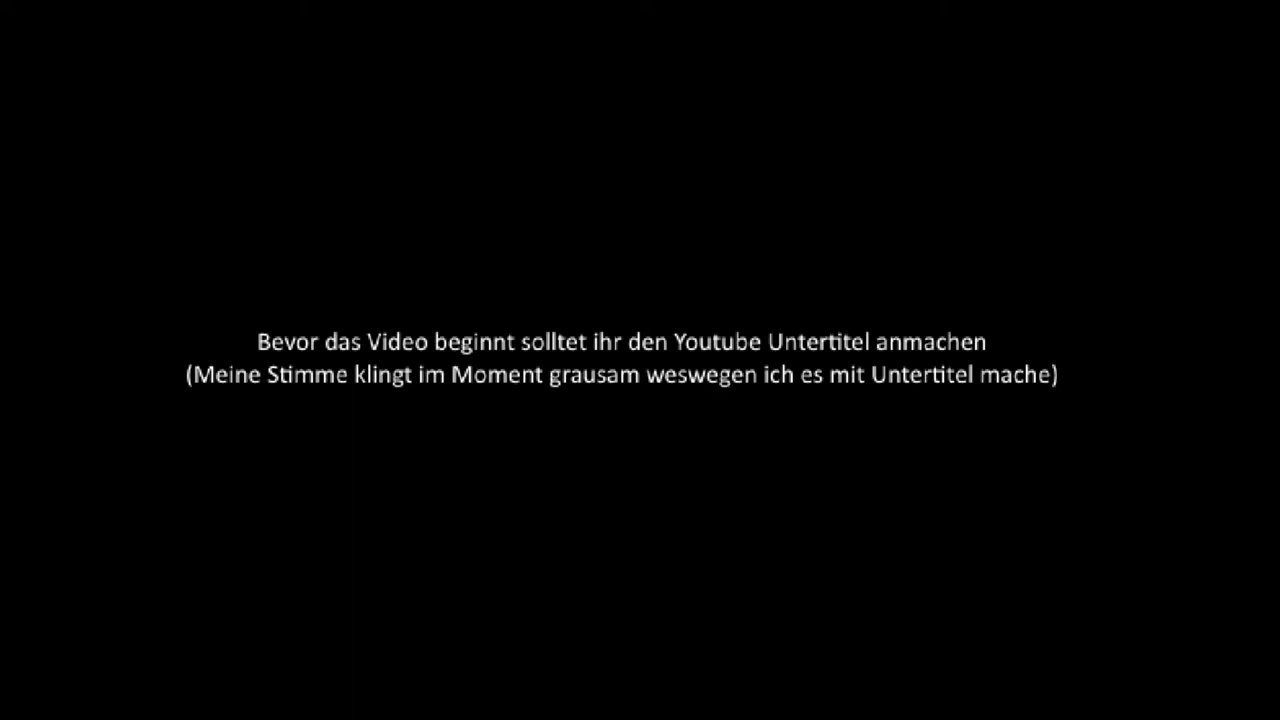 Bevor das Video beginnt solltet ihr den Youtube Untertitel anmachen
(Meine Stimme klingt im Moment grausam weswegen ich es mit Untertitel mache)